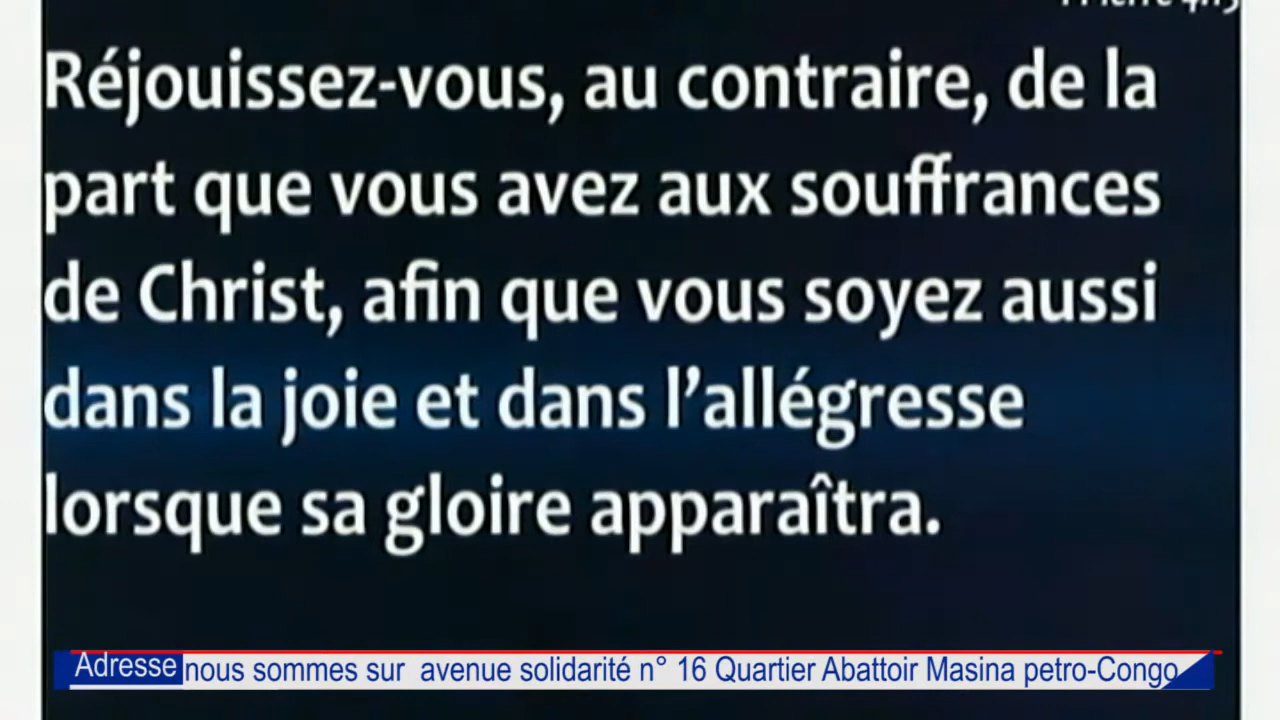 Réjouissez-vous, au contraire, de la
part que vous avez aux souffrances
de Christ, afin que vous soyez aussi
dans la joie et dans l’allégresse
lorsque sa gloire apparaîtra.
Adresse nous sommes sur avenue solidarité n° 16 Quartier Abattoir Masina petro-Congo